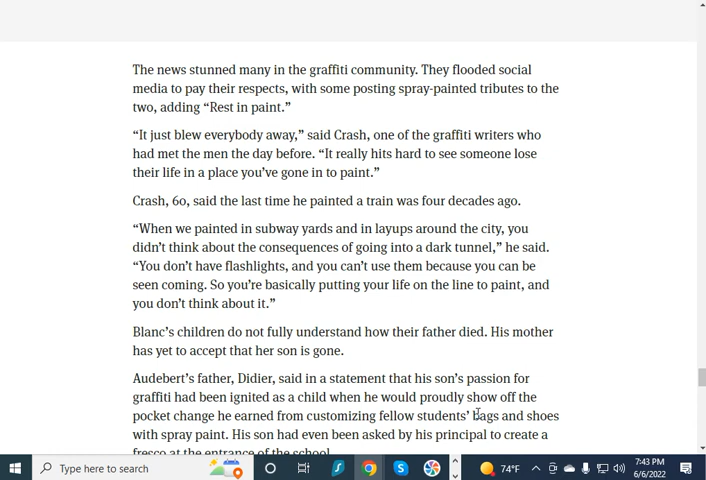 The news stunned many in the graffiti community. They flooded social
media to pay their respects, with some posting spray-painted tributes to the
two, adding “Rest in paint.”
“It just blew everybody away,” said Crash, one of the graffiti writers who
had met the men the day before. “It really hits hard to see someone lose
their life in a place you’ve gone in to paint.”
Crash, 60, said the last time he painted a train was four decades ago.
“When we painted in subway yards and in layups around the city, you
didn’t think about the consequences of going into a dark tunnel,” he said.
“You don’t have flashlights, and you can’t use them because you can be
seen coming. So you’re basically putting your life on the line to paint, and
you don’t think about it.”
Blanc’s children do not fully understand how their father died. His mother
has yet to accept that her son is gone.
Audebert’s father, Didier, said in a statement that his son’s passion for
graffiti had been ignited as a child when he would proudly show off the
pocket change he earned from customizing fellow students’ bags and shoes
with spray paint. His son had even been asked by his principal to create a
fresco at the entrance of the school.
Type here to search
74°F
7:43 PM
6/6/2022